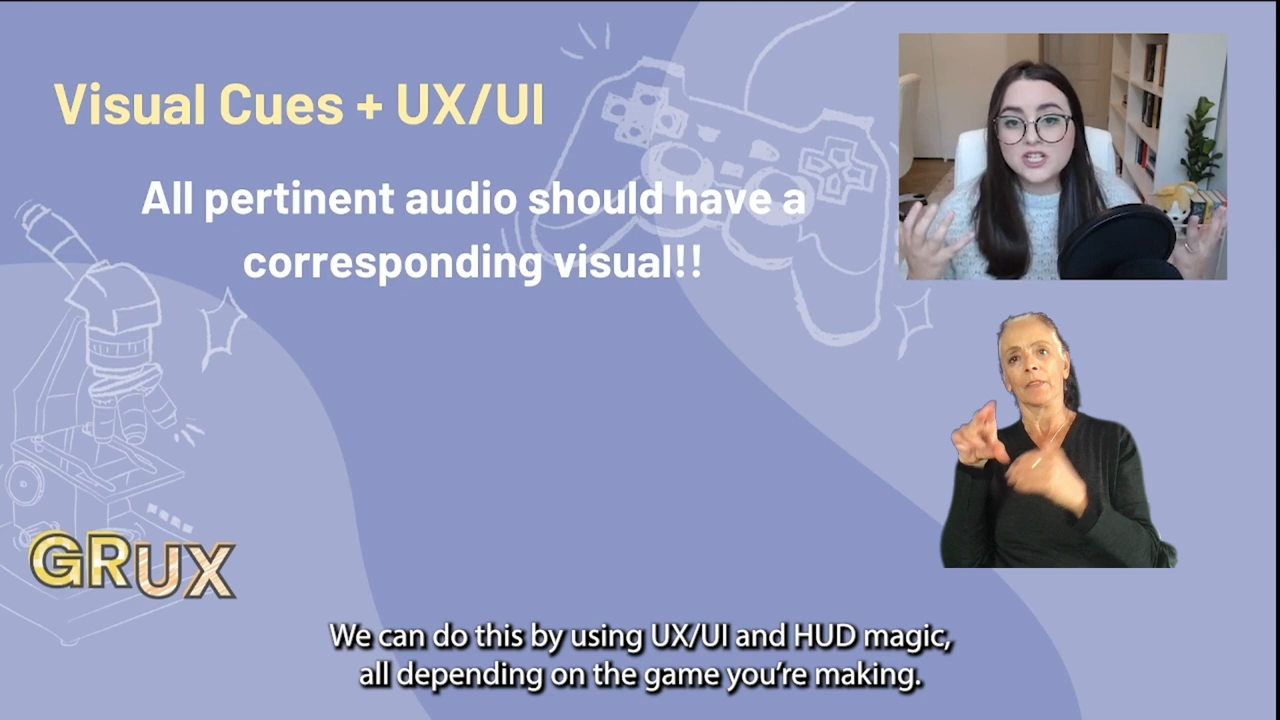 Visual Cues + UX/UI
All pertinent audio should have a
corresponding visual!!
GRUX
We can do this by using UX/UI and HUD magic,
all depending on the game you're making.